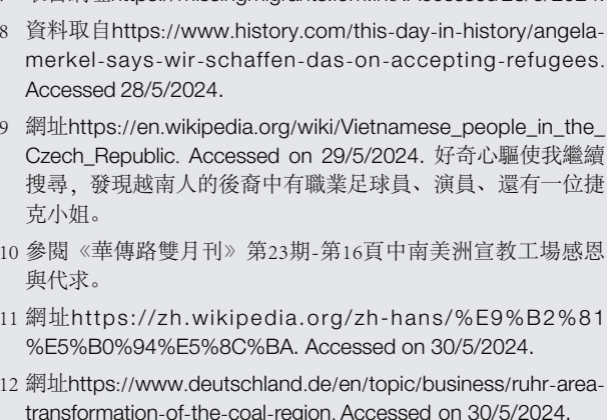 8 資料取自https://www.history.com/this-day-in-history/angela-
merkel-says-wir-schaffen-das-on-accepting-refugees.
Accessed 28/5/2024.
9 網址https://en.wikipedia.org/wiki/Vietnamese_people_in_the_
Czech_Republic. Accessed on 29/5/2024. 好奇心驅使我繼續
搜尋，發現越南人的後裔中有職業足球員、演員、還有一位捷
克小姐。
10 參閱《華傳路雙月刊》第23期-第16頁中南美洲宣教工場感恩
與代求。
11 網址https://zh.wikipedia.org/zh-hans/%E9%B2%81
%E5%B0%94%E5%8C%BA. Accessed on 30/5/2024.
12 網址https://www.deutschland.de/en/topic/business/ruhr-area-
transformation-of-the-coal-region. Accessed on 30/5/2024.